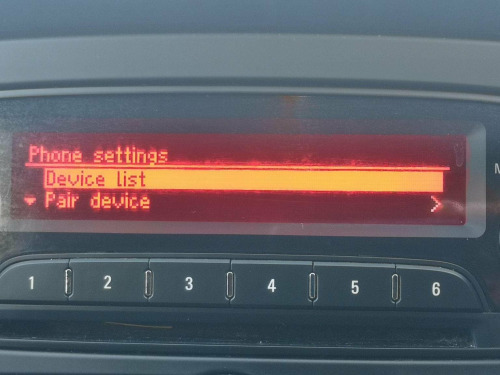 Phone settings
Device list
Pair device
M
1 2 3 4 5 6